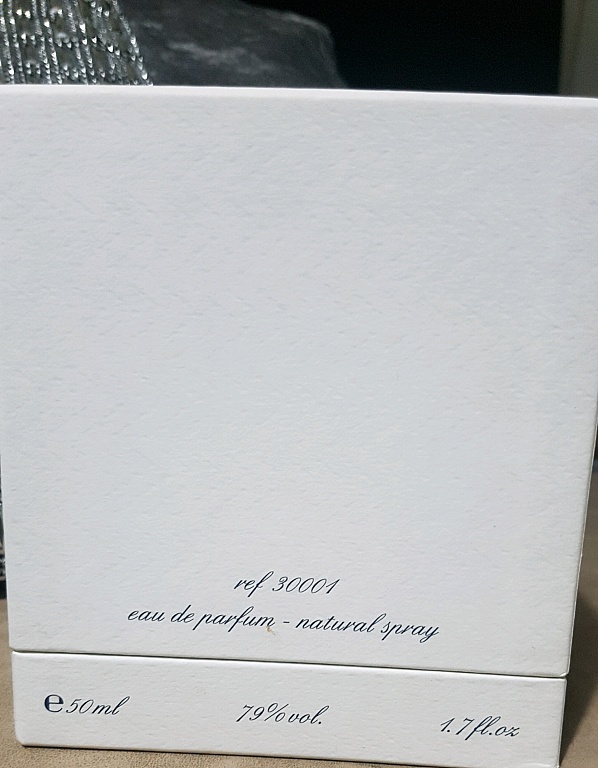 ref 30001
eau de parfum - natural spray
e 50ml 79% vol. 1.7fl.oz